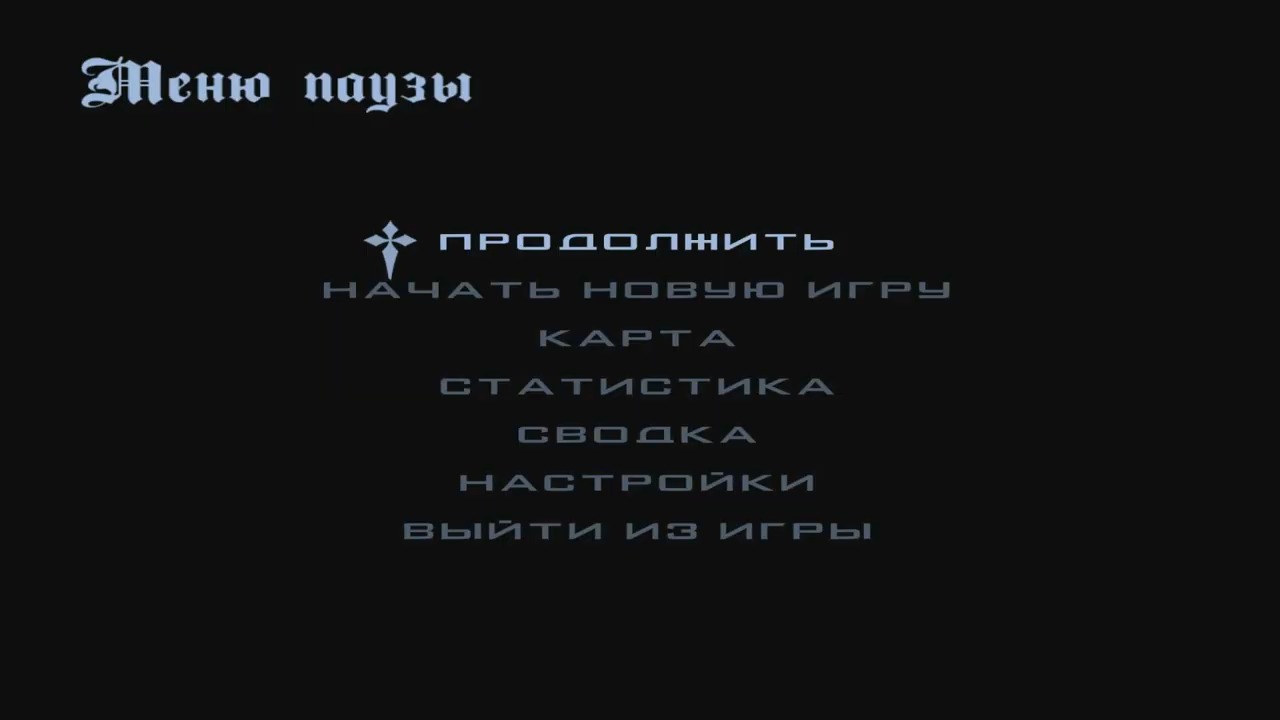 Меню паузы
ПРОДОЛЖИТЬ
НАЧАТЬ НОВУЮ ИГРУ
КАРТА
СТАТИСТИКА
СВОДКА
НАСТРОЙКИ
ВЫЙТИ ИЗ ИГРЫ